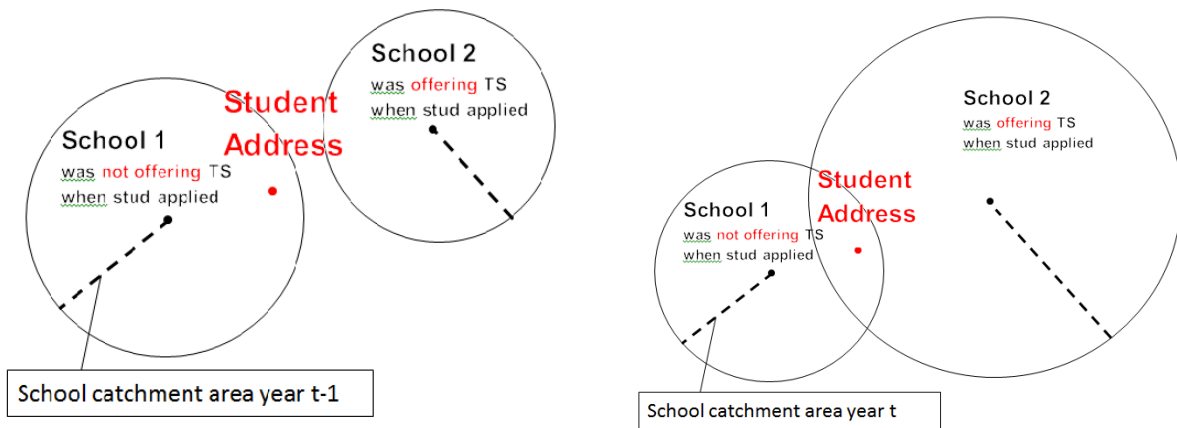 School 2
was offering TS
when stud applied
Student
Address
School 1
was not offering TS
when stud applied
School catchment area year t-1
School 2
was offering TS
when stud applied
Student
Address
School 1
was not offering TS
when stud applied
School catchment area year t